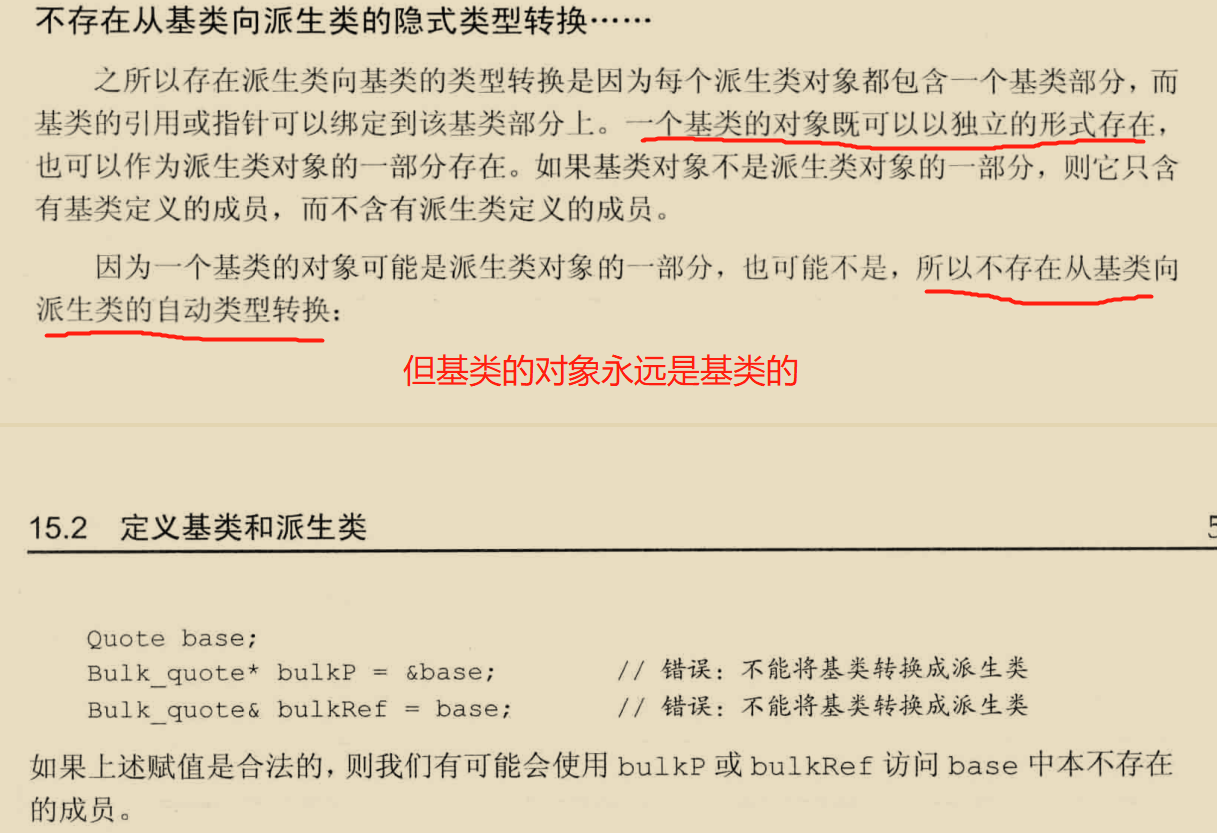 不存在从基类向派生类的隐式类型转换……
之所以存在派生类向基类的类型转换是因为每个派生类对象都包含一个基类部分，而
基类的引用或指针可以绑定到该基类部分上。一个基类的对象既可以以独立的形式存在，
也可以作为派生类对象的一部分存在。如果基类对象不是派生类对象的一部分，则它只含
有基类定义的成员，而不含有派生类定义的成员。
因为一个基类的对象可能是派生类对象的一部分，也可能不是，所以不存在从基类向
派生类的自动类型转换：
但基类的对象永远是基类的
15.2 定义基类和派生类
Quote base;
Bulk_quote* bulkP = &base; // 错误：不能将基类转换成派生类
Bulk_quote& bulkRef = base; // 错误：不能将基类转换成派生类
如果上述赋值是合法的，则我们有可能会使用 bulkP 或 bulkRef 访问 base 中本不存在
的成员。